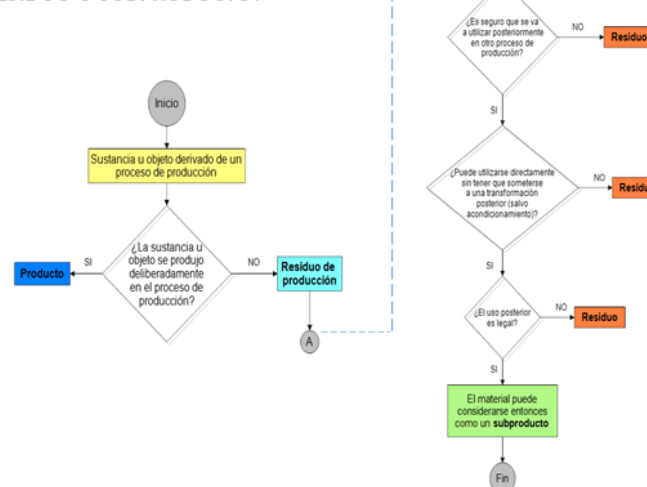 Inicio
Sustancia u objeto derivado de un
proceso de producción
¿La sustancia u
objeto se produjo
deliberadamente
en el proceso de
producción?
SI
Producto
NO
Residuo de
producción
A
¿Es seguro que se va
a utilizar posteriormente
en otro proceso de
producción?
NO
Residuo
SI
¿Puede utilizarse directamente
sin tener que someterse
a una transformación
posterior (salvo
acondicionamiento)?
NO
SI
¿El uso posterior
es legal?
NO
Residuo
SI
El material puede
considerarse entonces
como un subproducto
Fin